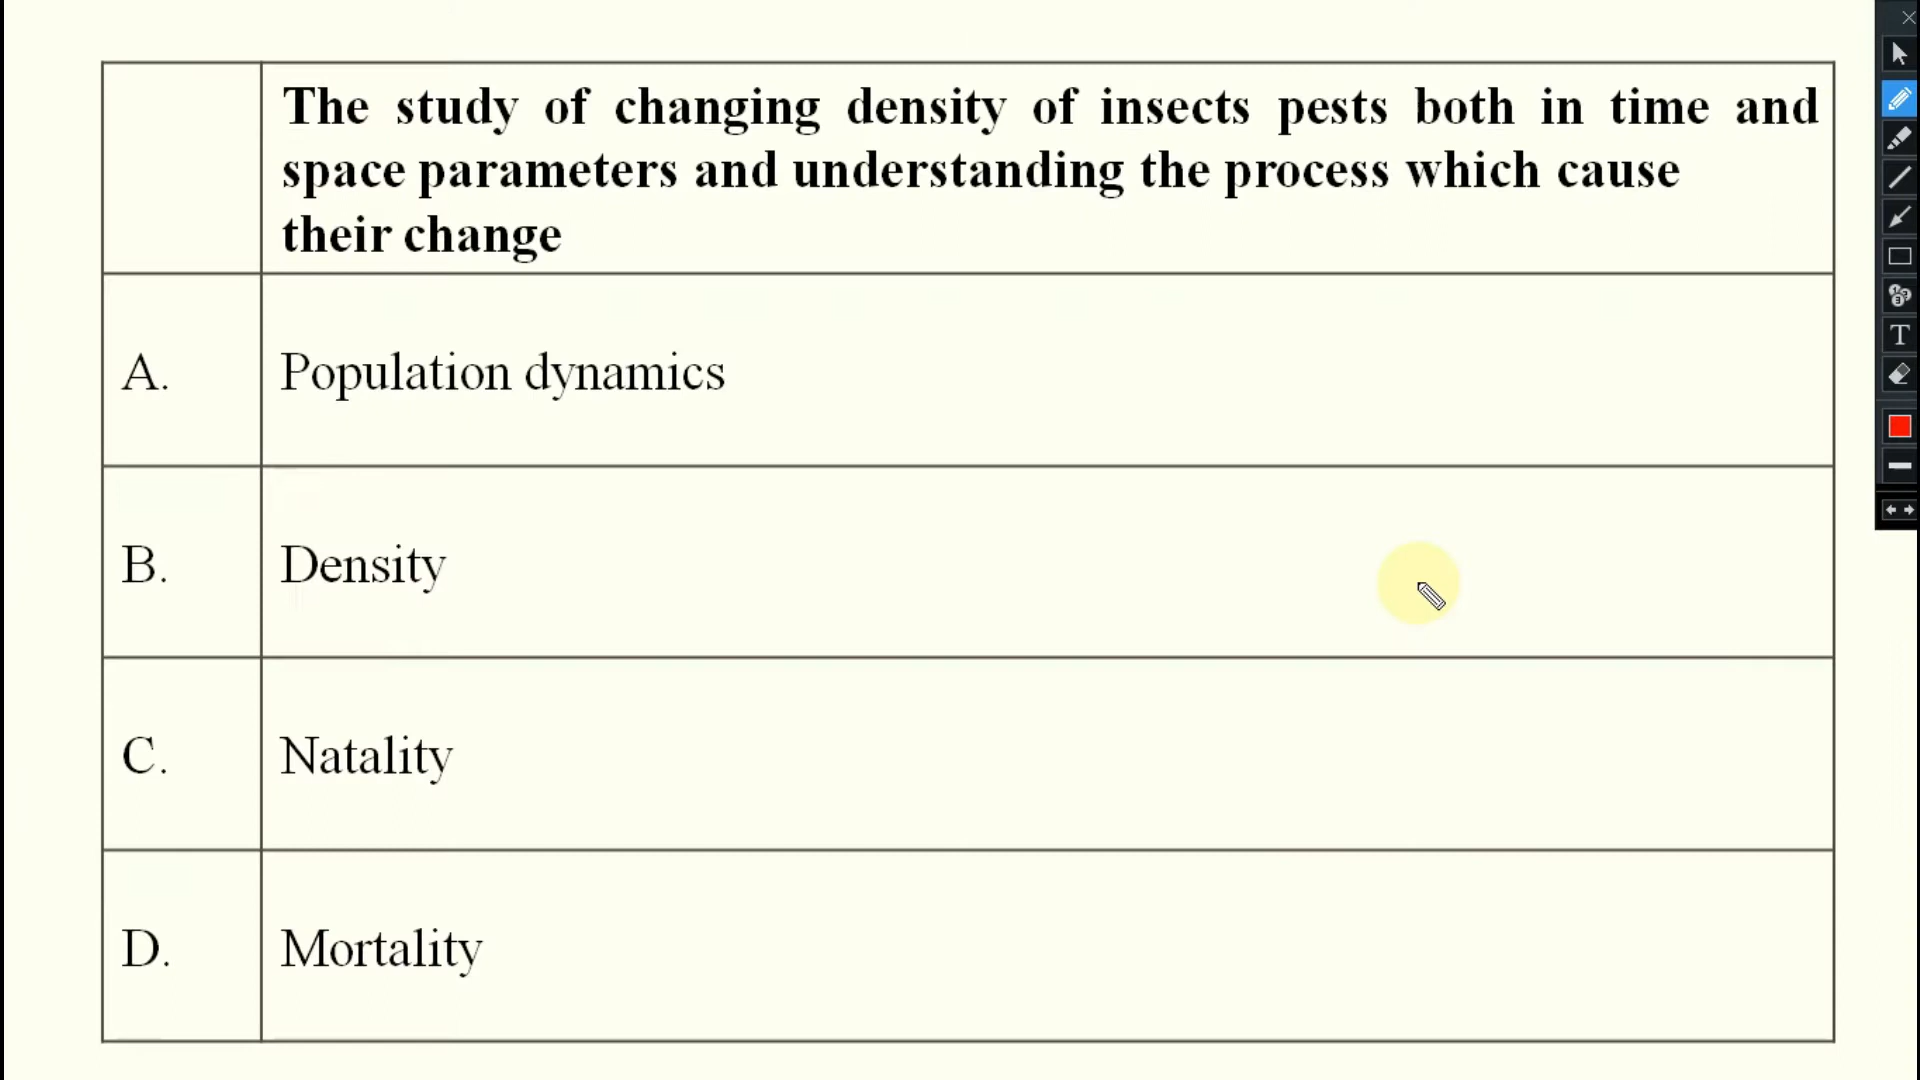 The study of changing density of insects pests both in time and
space parameters and understanding the process which cause
their change
A. Population dynamics
B. Density
C. Natality
D. Mortality
T